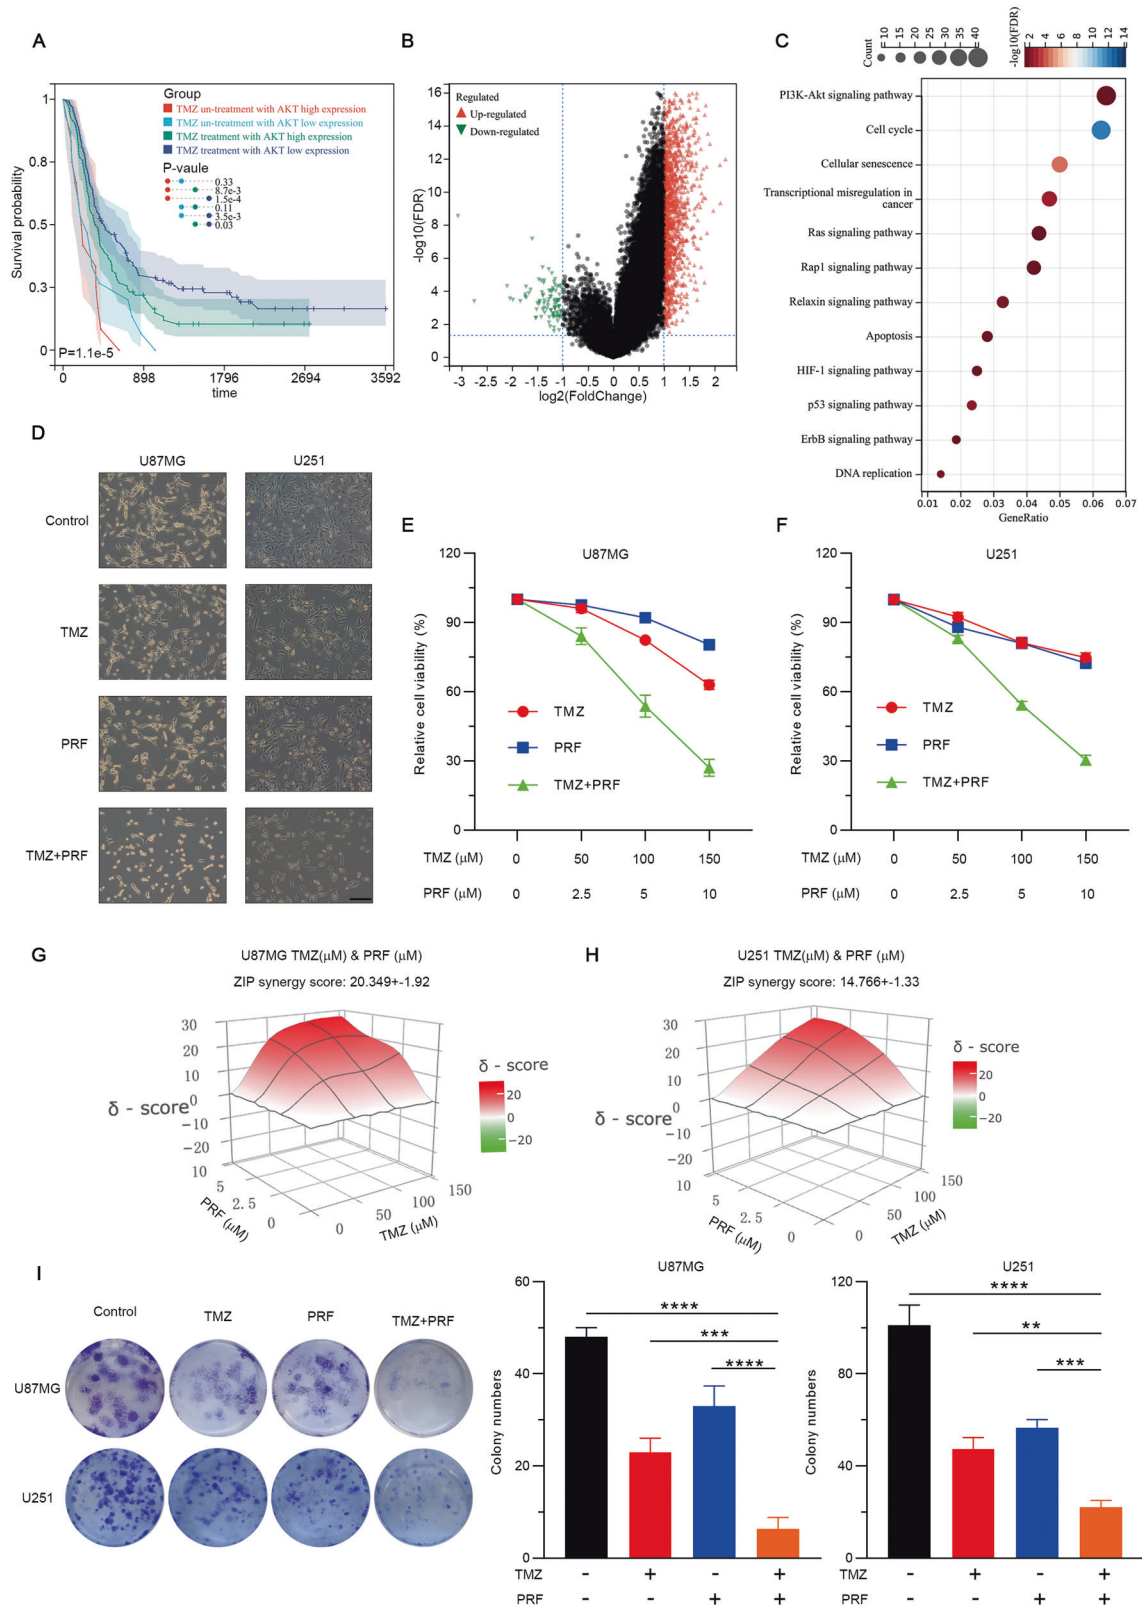 A
Group
TMZ un-treatment with AKT high expression
TMZ un-treatment with AKT low expression
TMZ treatment with AKT high expression
TMZ treatment with AKT low expression
P-vaule
0.33
8.7e-3
1.5e-4
0.11
3.5e-3
0.03
Survival probability
1
0.8
0.5
0.3
0
P=1.1e-5
0 898 1796 2694 3592
time
B
Regulated
Up-regulated
Down-regulated
-log10(FDR)
16
14
12
10
8
6
4
2
0
-3 -2.5 -2 -1.5 -1 -0.5 0 0.5 1 1.5 2
log2(FoldChange)
C
Count
10 15 20 25 30 35 40
-log10(FDR)
2 4 6 8 10 12 14
PI3K-Akt signaling pathway
Cell cycle
Cellular senescence
Transcriptional misregulation in
cancer
Ras signaling pathway
Rap1 signaling pathway
Relaxin signaling pathway
Apoptosis
HIF-1 signaling pathway
p53 signaling pathway
ErbB signaling pathway
DNA replication
0.01 0.02 0.03 0.04 0.05 0.06 0.07
GeneRatio
D
U87MG U251
Control
TMZ
PRF
TMZ+PRF
E
U87MG
Relative cell viability (%)
120
90
60
30
0
TMZ
PRF
TMZ+PRF
TMZ (μM) 0 50 100 150
PRF (μM) 0 2.5 5 10
F
U251
Relative cell viability (%)
120
90
60
30
0
TMZ
PRF
TMZ+PRF
TMZ (μM) 0 50 100 150
PRF (μM) 0 2.5 5 10
G
U87MG TMZ(μM) & PRF (μM)
ZIP synergy score: 20.349+-1.92
δ - score
30
20
10
0
−10
−20
10
5
2.5
0
PRF (μM)
0
50
100
150
TMZ (μM)
δ - score
20
0
−20
H
U251 TMZ(μM) & PRF (μM)
ZIP synergy score: 14.766+-1.33
δ - score
30
20
10
0
−10
−20
10
5
2.5
0
PRF (μM)
0
50
100
150
TMZ (μM)
δ - score
20
0
−20
I
Control TMZ PRF TMZ+PRF
U87MG
U251
U87MG
Colony numbers
60
40
20
0
****
***
****
TMZ - + - +
PRF - - + +
U251
Colony numbers
120
80
40
0
****
**
***
TMZ - + - +
PRF - - + +